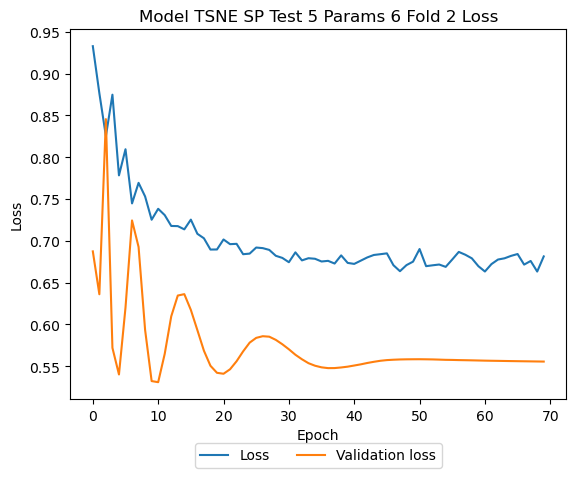 Model TSNE SP Test 5 Params 6 Fold 2 Loss
0.95
0.90
0.85
0.80
0.75
0.70
0.65
0.60
0.55
Loss
0 10 20 30 40 50 60 70
Epoch
Loss Validation loss